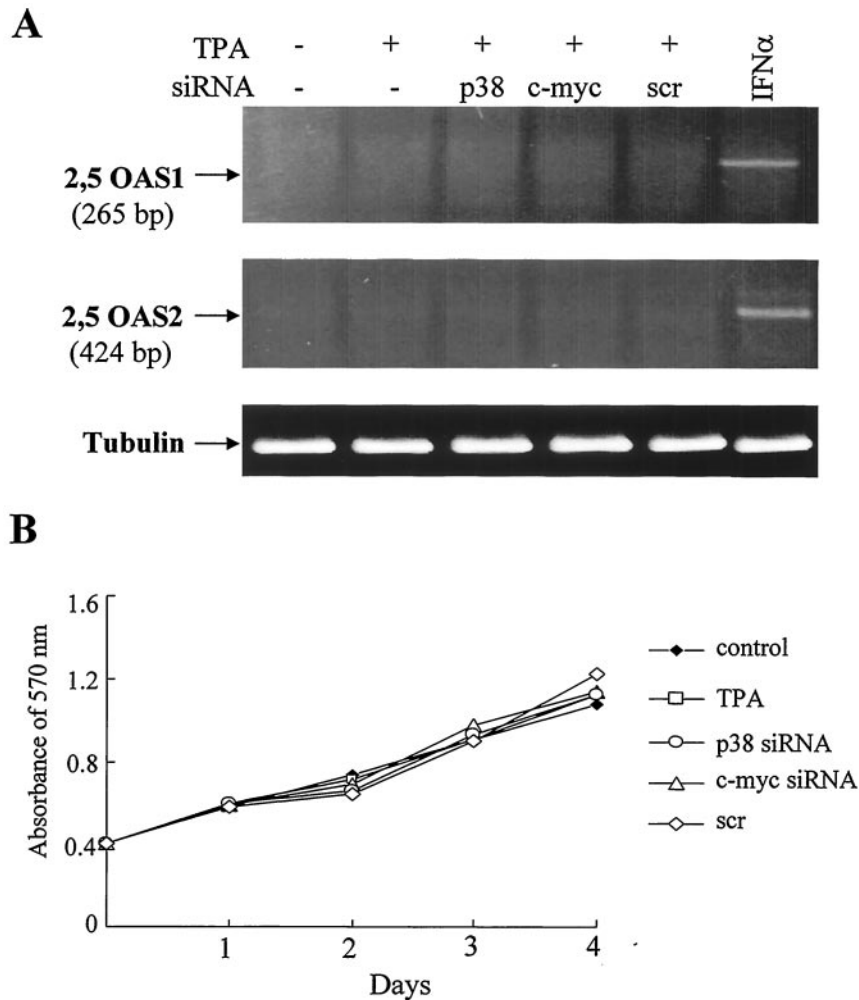 A
TPA - + + + + IFNα
siRNA - - p38 c-myc scr
2,5 OAS1
(265 bp)
2,5 OAS2
(424 bp)
Tubulin
B
1.6
1.2
0.8
0.4
0
Absorbance of 570 nm
1 2 3 4
Days
control
TPA
p38 siRNA
c-myc siRNA
scr